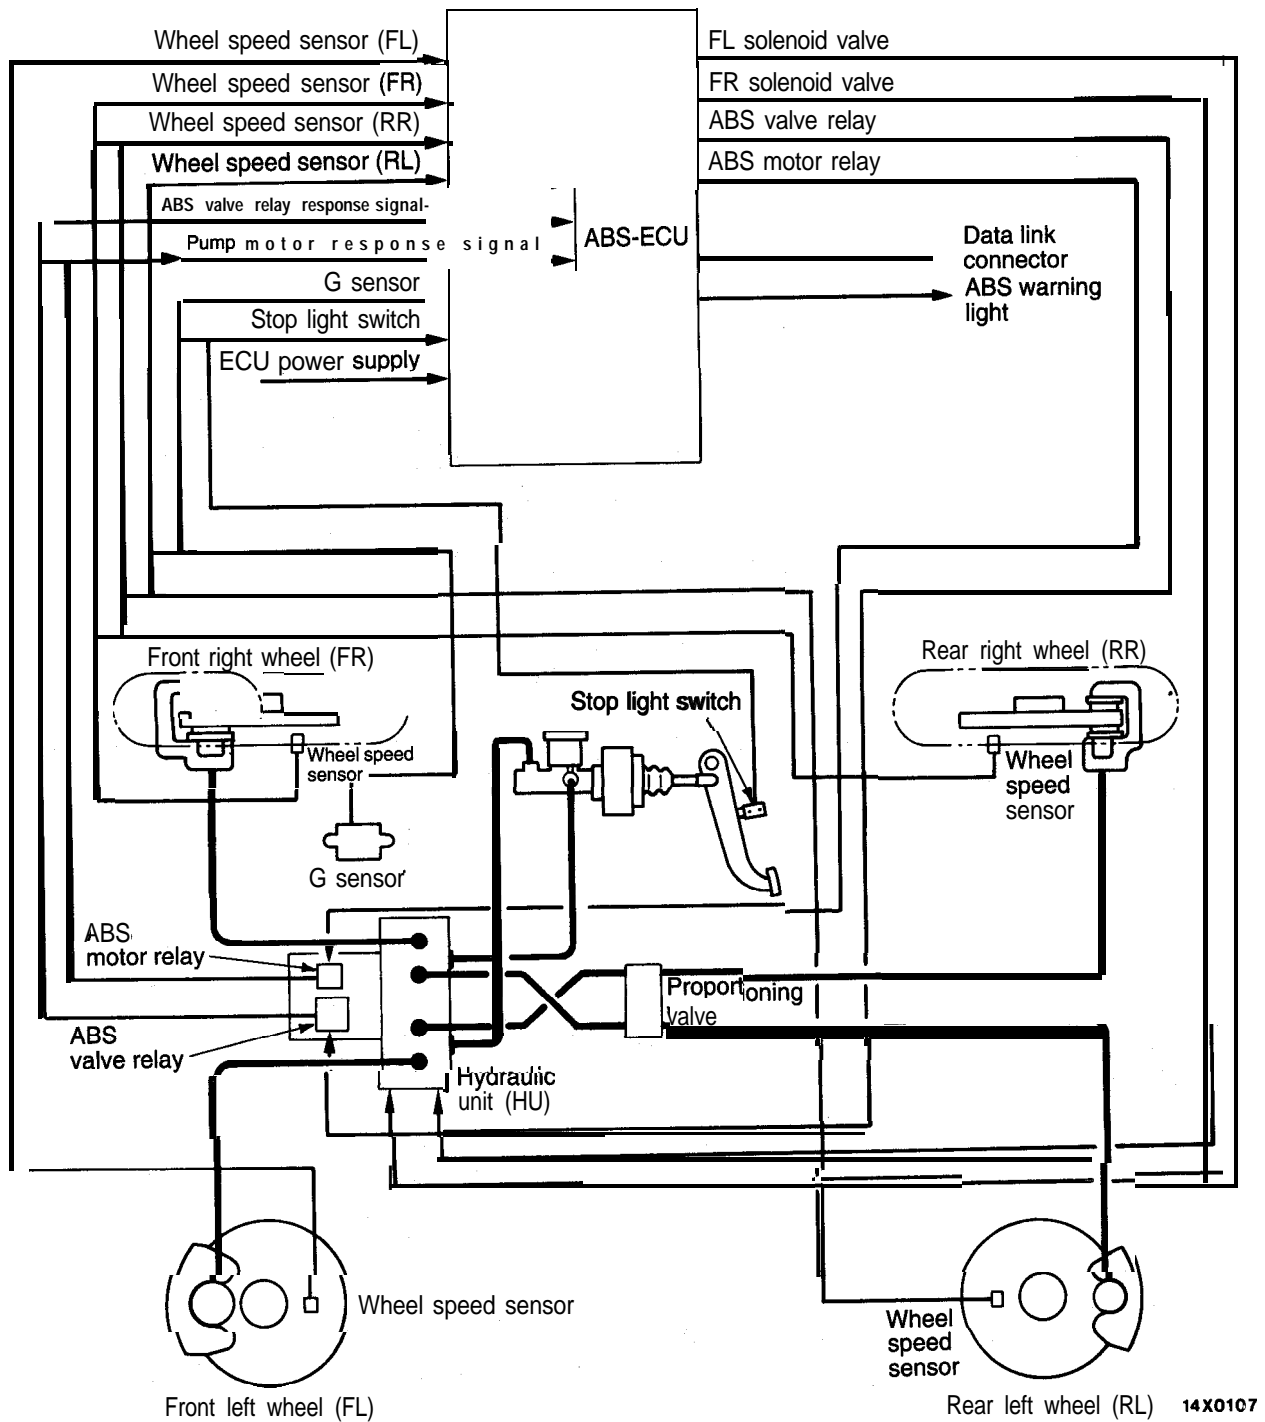 Wheel speed sensor (FL)
FL solenoid valve
Wheel speed sensor (FR)
FR solenoid valve
Wheel speed sensor (RR)
ABS valve relay
Wheel speed sensor (RL)
ABS motor relay
ABS valve relay response signal-
Pump motor response signal
ABS-ECU
Data link
connector
G sensor
ABS warning
light
Stop light switch
ECU power supply
Front right wheel (FR)
Rear right wheel (RR)
Stop light switch
Wheel speed
sensor
Wheel
speed
sensor
G sensor
ABS
motor relay
Proportioning
valve
ABS
valve relay
Hydraulic
unit (HU)
Wheel speed sensor
Wheel
speed
sensor
Front left wheel (FL)
Rear left wheel (RL)
14X0107